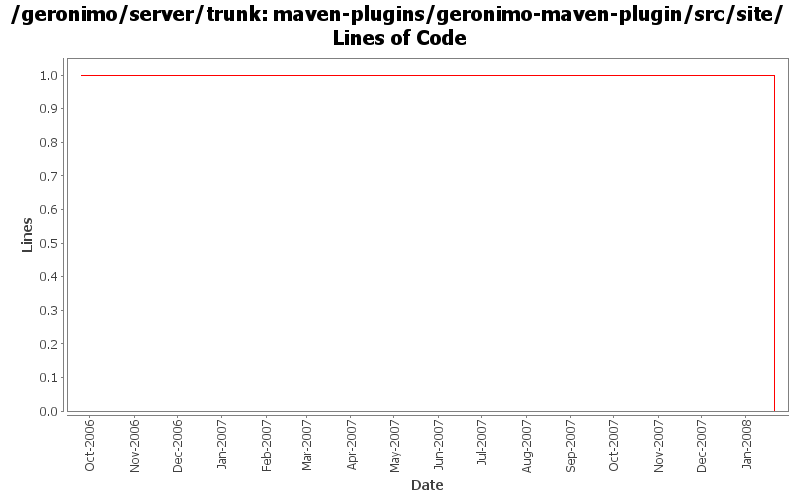 /geronimo/server/trunk: maven-plugins/geronimo-maven-plugin/src/site/
Lines of Code
1.0
0.9
0.8
0.7
0.6
0.5
0.4
0.3
0.2
0.1
0.0
Lines
Oct-2006
Nov-2006
Dec-2006
Jan-2007
Feb-2007
Mar-2007
Apr-2007
May-2007
Jun-2007
Jul-2007
Aug-2007
Sep-2007
Oct-2007
Nov-2007
Dec-2007
Jan-2008
Date